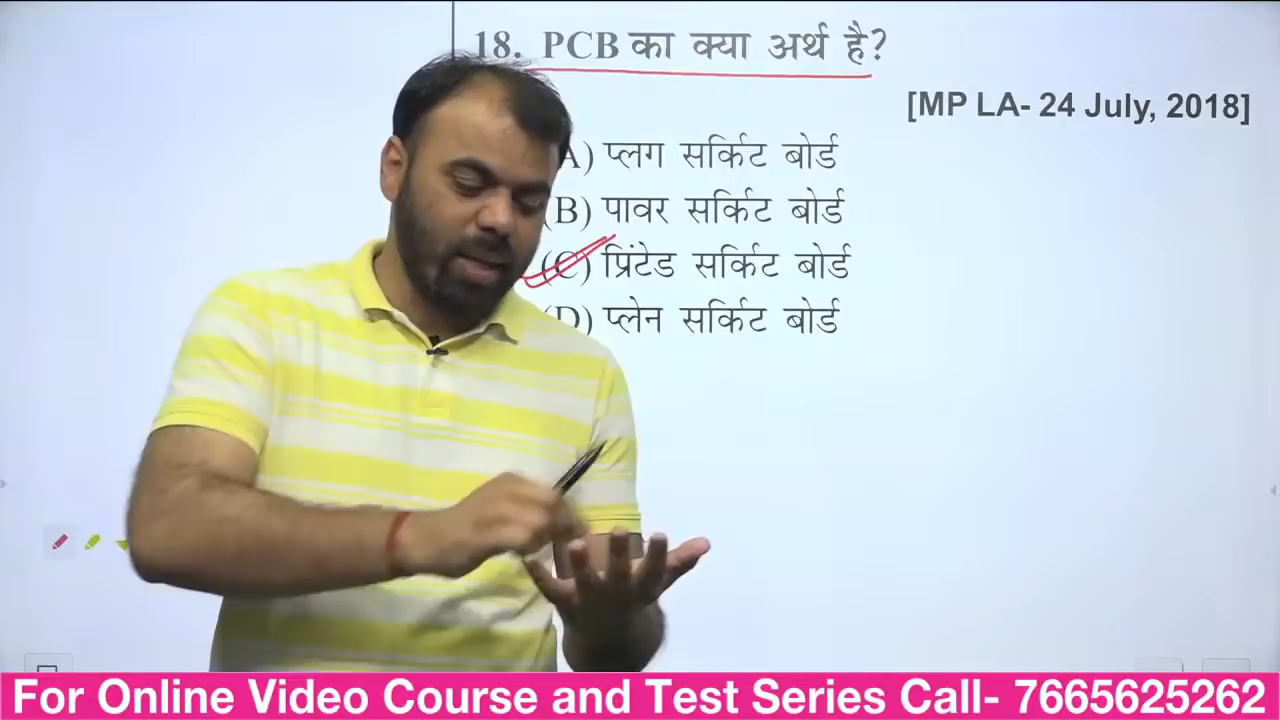 18. PCB का क्या अर्थ है?
[MP LA- 24 July, 2018]
A) प्लग सर्किट बोर्ड
(B) पावर सर्किट बोर्ड
(C) प्रिंटेड सर्किट बोर्ड
(D) प्लेन सर्किट बोर्ड
For Online Video Course and Test Series Call- 7665625262